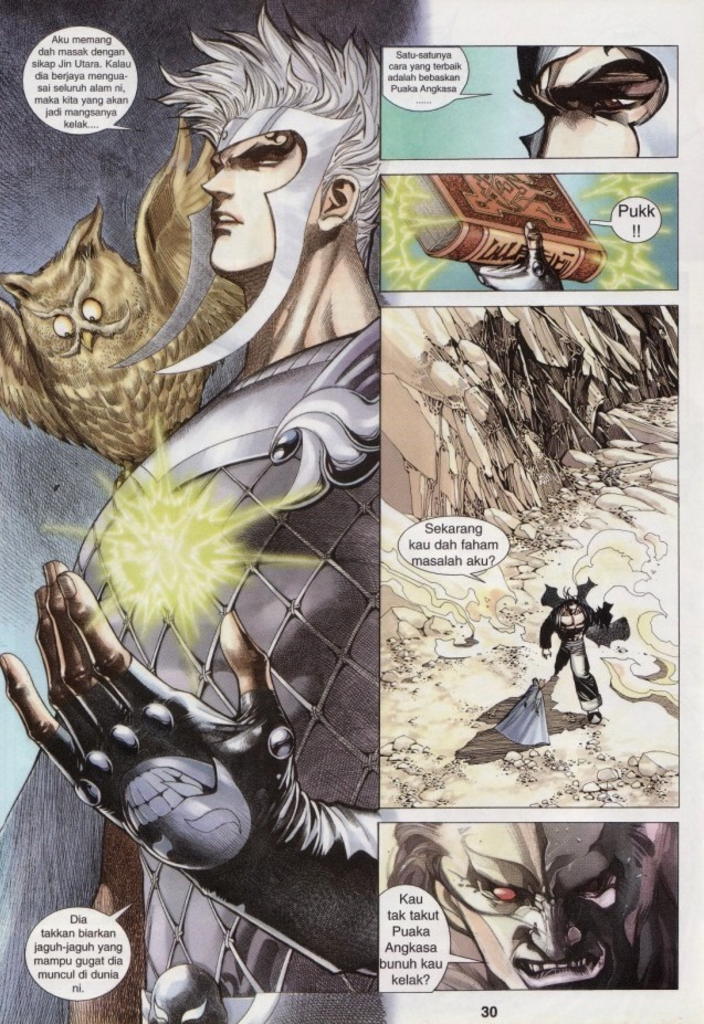 Aku memang
dah masak dengan
sikap Jin Utara. Kalau
dia berjaya mengua-
sai seluruh alam ni,
maka kita yang akan
jadi mangsanya
kelak....
Dia
takkan biarkan
jaguh-jaguh yang
mampu gugat dia
muncul di dunia
ni.
Satu-satunya
cara yang terbaik
adalah bebaskan
Puaka Angkasa
......
Pukk
!!
Sekarang
kau dah faham
masalah aku?
Kau
tak takut
Puaka
Angkasa
bunuh kau
kelak?
30